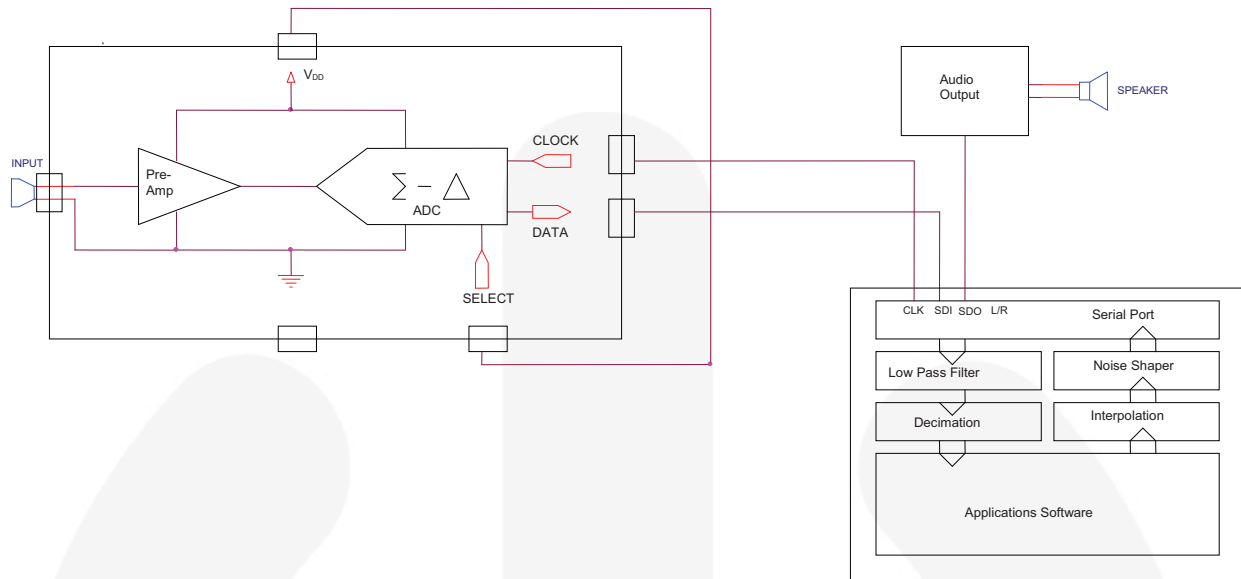 V_DD
CLOCK
INPUT
Pre-
Amp
Σ – Δ
ADC
DATA
SELECT
Audio
Output
SPEAKER
CLK SDI SDO L/R
Serial Port
Low Pass Filter
Noise Shaper
Decimation
Interpolation
Applications Software